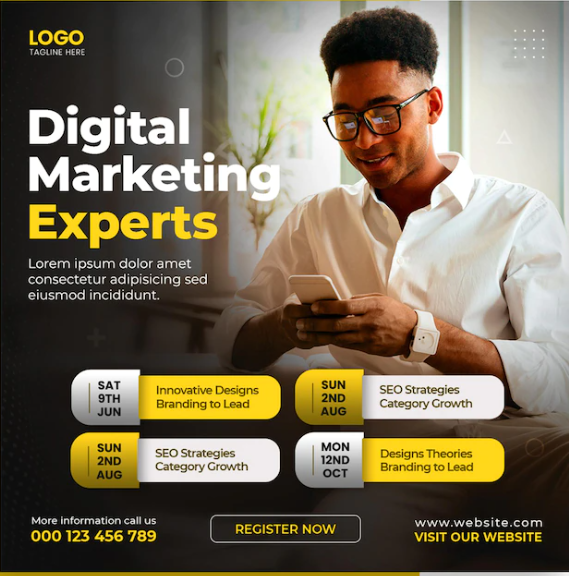 LOGO
TAGLINE HERE
Digital
Marketing
Experts
Lorem ipsum dolor amet
consectetur adipisicing sed
eiusmod incididunt.
SAT
9TH
JUN
Innovative Designs
Branding to Lead
SUN
2ND
AUG
SEO Strategies
Category Growth
SUN
2ND
AUG
SEO Strategies
Category Growth
MON
12ND
OCT
Designs Theories
Branding to Lead
More information call us
000 123 456 789
REGISTER NOW
www.website.com
VISIT OUR WEBSITE